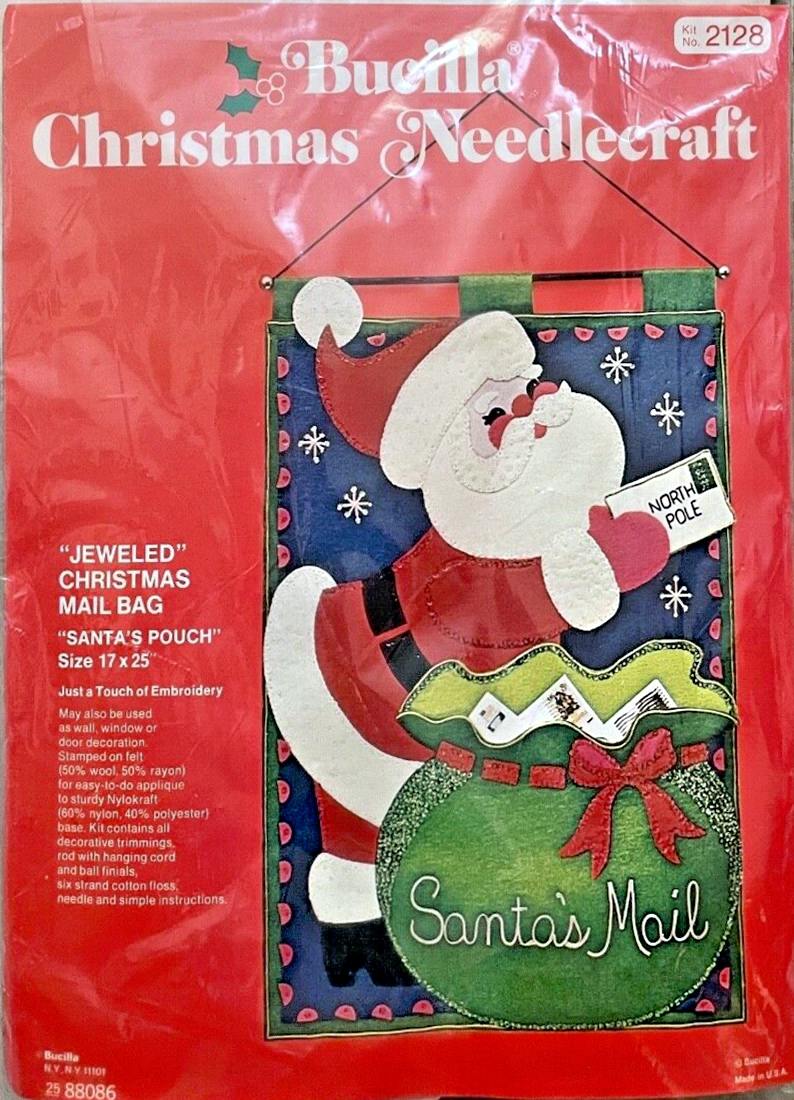 Kit
No. 2128
Bucilla®
Christmas Needlecraft
NORTH
POLE
"JEWELED"
CHRISTMAS
MAIL BAG
"SANTA'S POUCH"
Size 17 x 25"
Just a Touch of Embroidery
May also be used
as wall, window or
door decoration.
Stamped on felt
(50% wool, 50% rayon)
for easy-to-do applique
to sturdy Nylokraft
(60% nylon, 40% polyester)
base. Kit contains all
decorative trimmings,
rod with hanging cord
and ball finials,
six strand cotton floss,
needle and simple instructions.
Santa's Mail
Bucilla
N.Y., N.Y. 11101
25 88086
© Bucilla
Made in U.S.A.